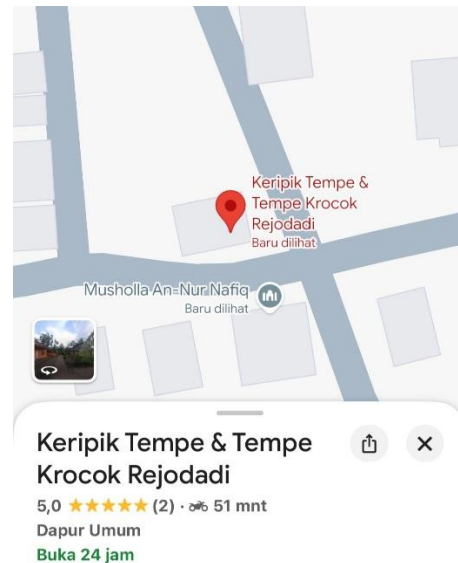 Keripik Tempe &
Tempe Krocok
Rejodadi
Baru dilihat
Musholla An-Nur Nafiq
Baru dilihat
Keripik Tempe & Tempe
Krocok Rejodadi
5,0 ★★★★★ (2) · 51 mnt
Dapur Umum
Buka 24 jam